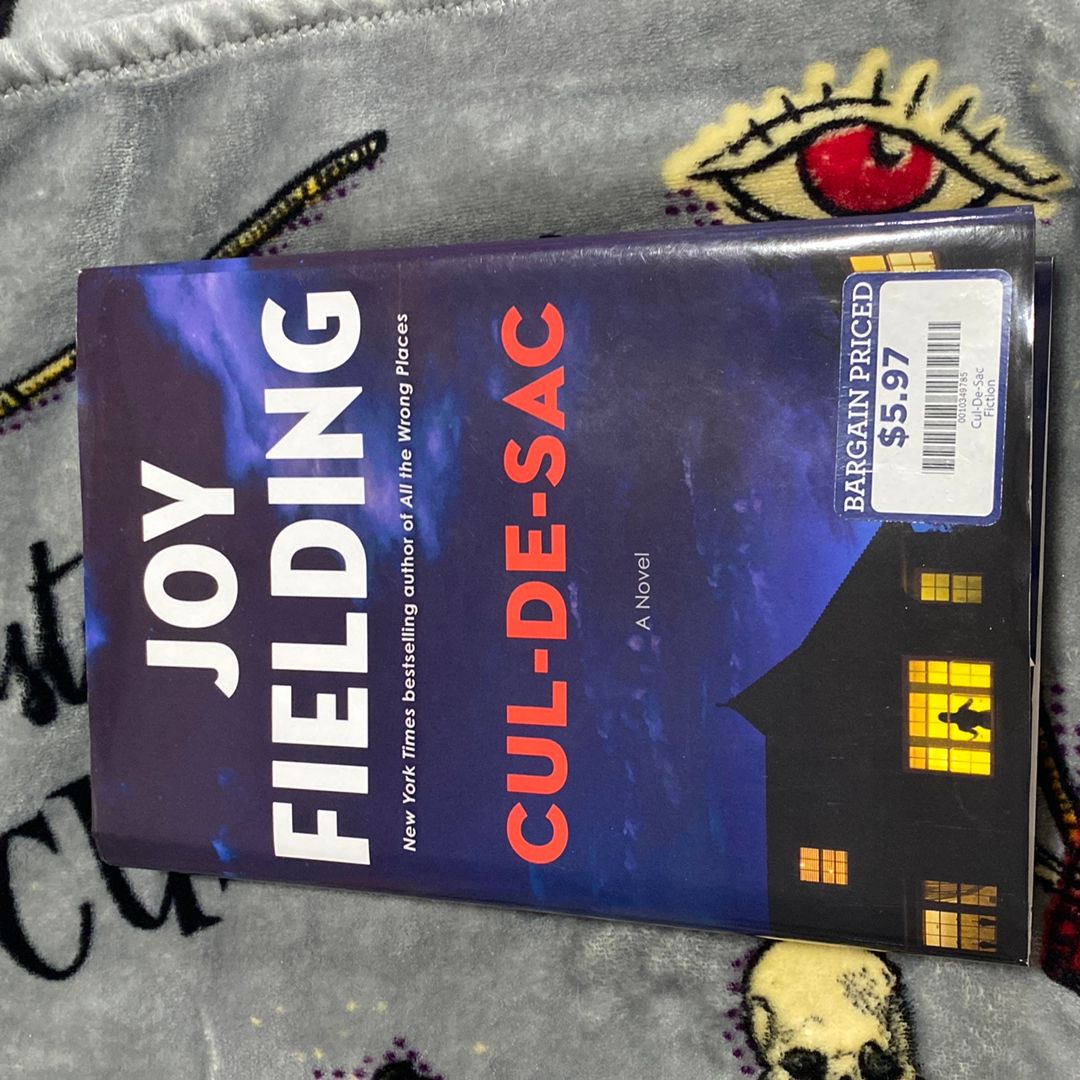 JOY
FIELDING
New York Times bestselling author of All the Wrong Places
CUL-DE-SAC
A Novel
BARGAIN PRICED
$5.97
0010349785
Cul-De-Sac
Fiction